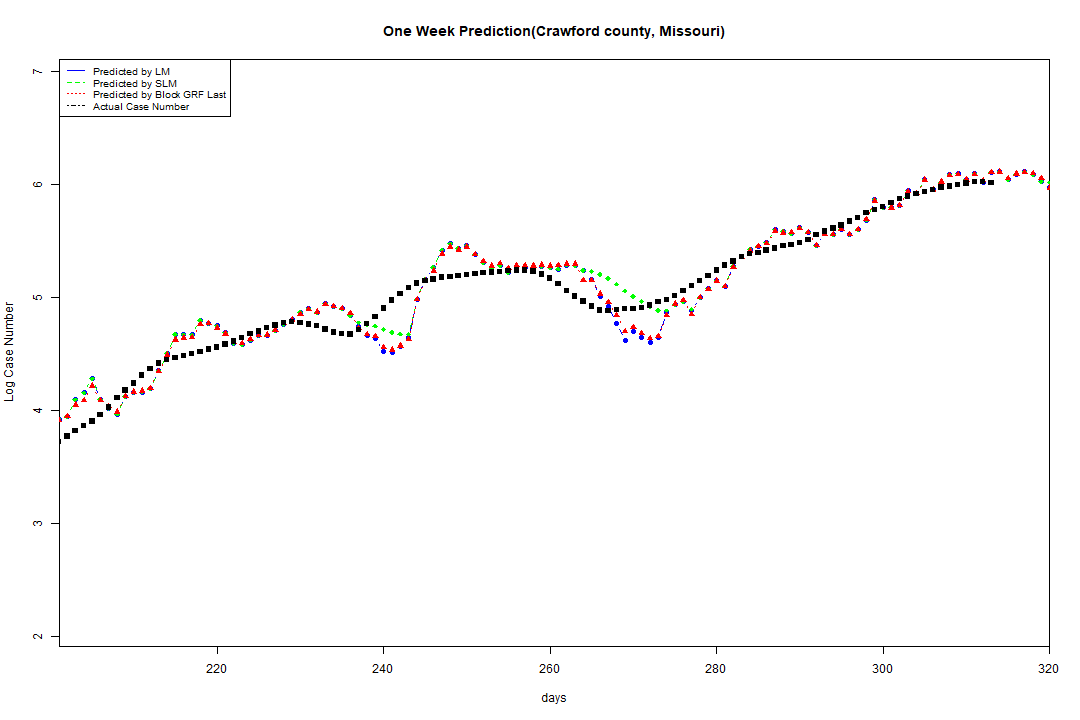 One Week Prediction(Crawford county, Missouri)
Predicted by LM
Predicted by SLM
Predicted by Block GRF Last
Actual Case Number
7
6
5
4
3
2
Log Case Number
220 240 260 280 300 320
days